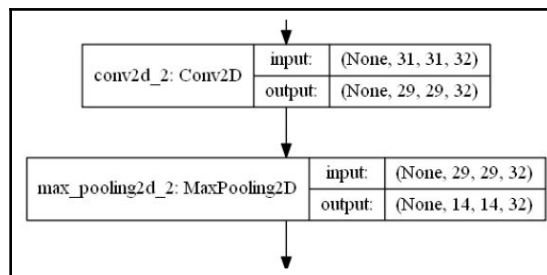 conv2d_2: Conv2D
input: (None, 31, 31, 32)
output: (None, 29, 29, 32)
max_pooling2d_2: MaxPooling2D
input: (None, 29, 29, 32)
output: (None, 14, 14, 32)